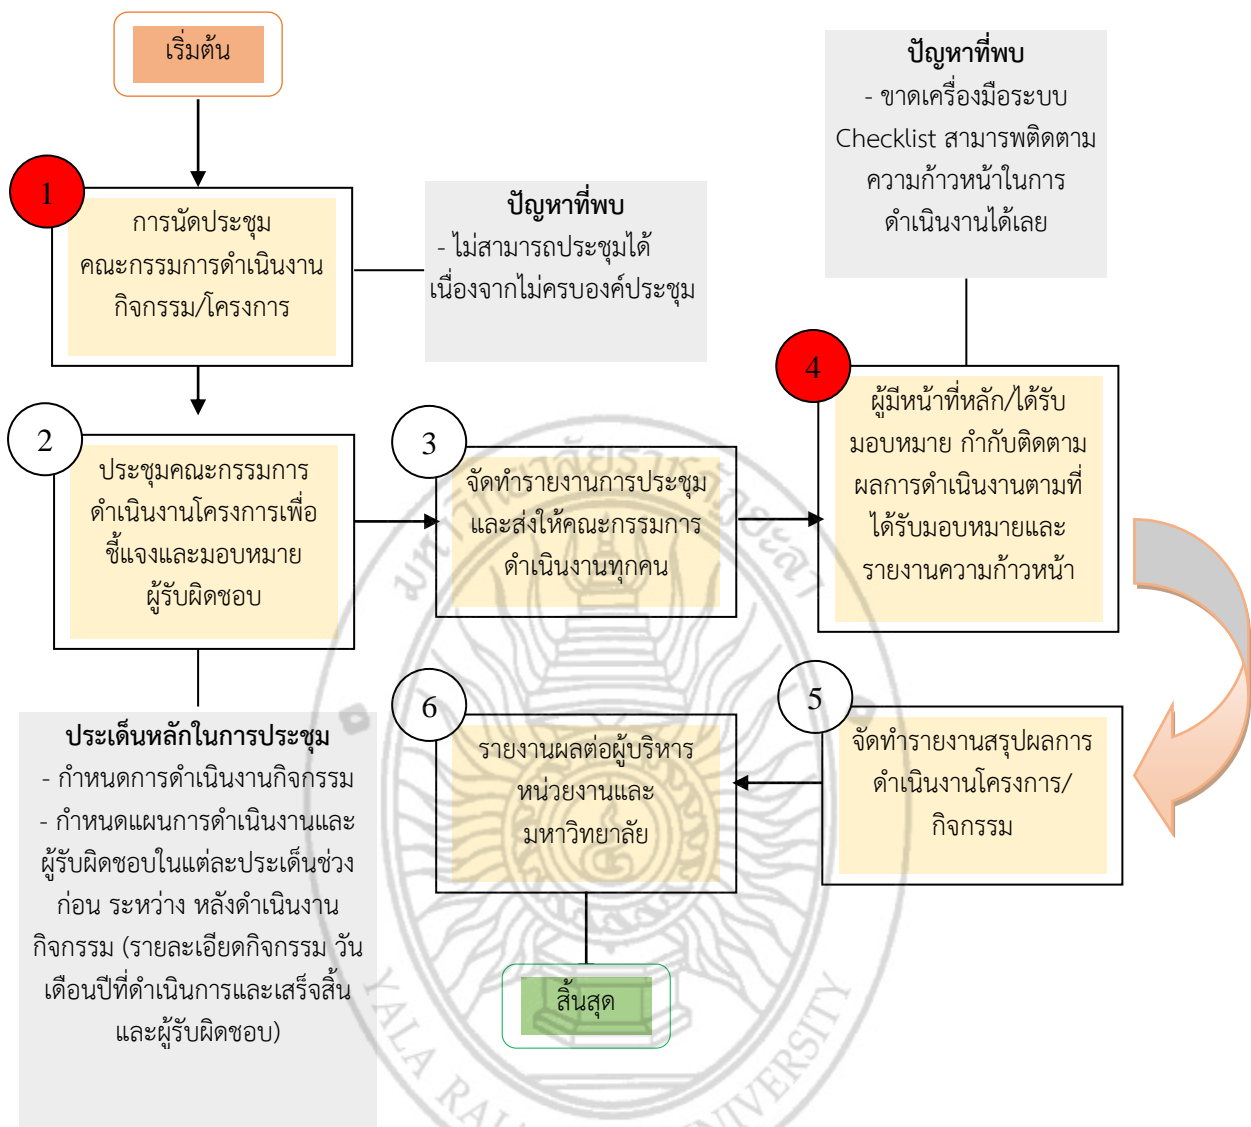 เริ่มต้น
1
การนัดประชุม
คณะกรรมการดำเนินงาน
กิจกรรม/โครงการ
ปัญหาที่พบ
- ไม่สามารถประชุมได้
เนื่องจากไม่ครบองค์ประชุม
ปัญหาที่พบ
- ขาดเครื่องมือระบบ
Checklist สามารพติดตาม
ความก้าวหน้าในการ
ดำเนินงานได้เลย
2
ประชุมคณะกรรมการ
ดำเนินงานโครงการเพื่อ
ชี้แจงและมอบหมาย
ผู้รับผิดชอบ
3
จัดทำรายงานการประชุม
และส่งให้คณะกรรมการ
ดำเนินงานทุกคน
4
ผู้มีหน้าที่หลัก/ได้รับ
มอบหมาย กำกับติดตาม
ผลการดำเนินงานตามที่
ได้รับมอบหมายและ
รายงานความก้าวหน้า
ประเด็นหลักในการประชุม
- กำหนดการดำเนินงานกิจกรรม
- กำหนดแผนการดำเนินงานและ
ผู้รับผิดชอบในแต่ละประเด็นช่วง
ก่อน ระหว่าง หลังดำเนินงาน
กิจกรรม (รายละเอียดกิจกรรม วัน
เดือนปีที่ดำเนินการและเสร็จสิ้น
และผู้รับผิดชอบ)
5
จัดทำรายงานสรุปผลการ
ดำเนินงานโครงการ/
กิจกรรม
6
รายงานผลต่อผู้บริหาร
หน่วยงานและ
มหาวิทยาลัย
สิ้นสุด
มหาวิทยาลัยราชภัฏยะลา
YALA